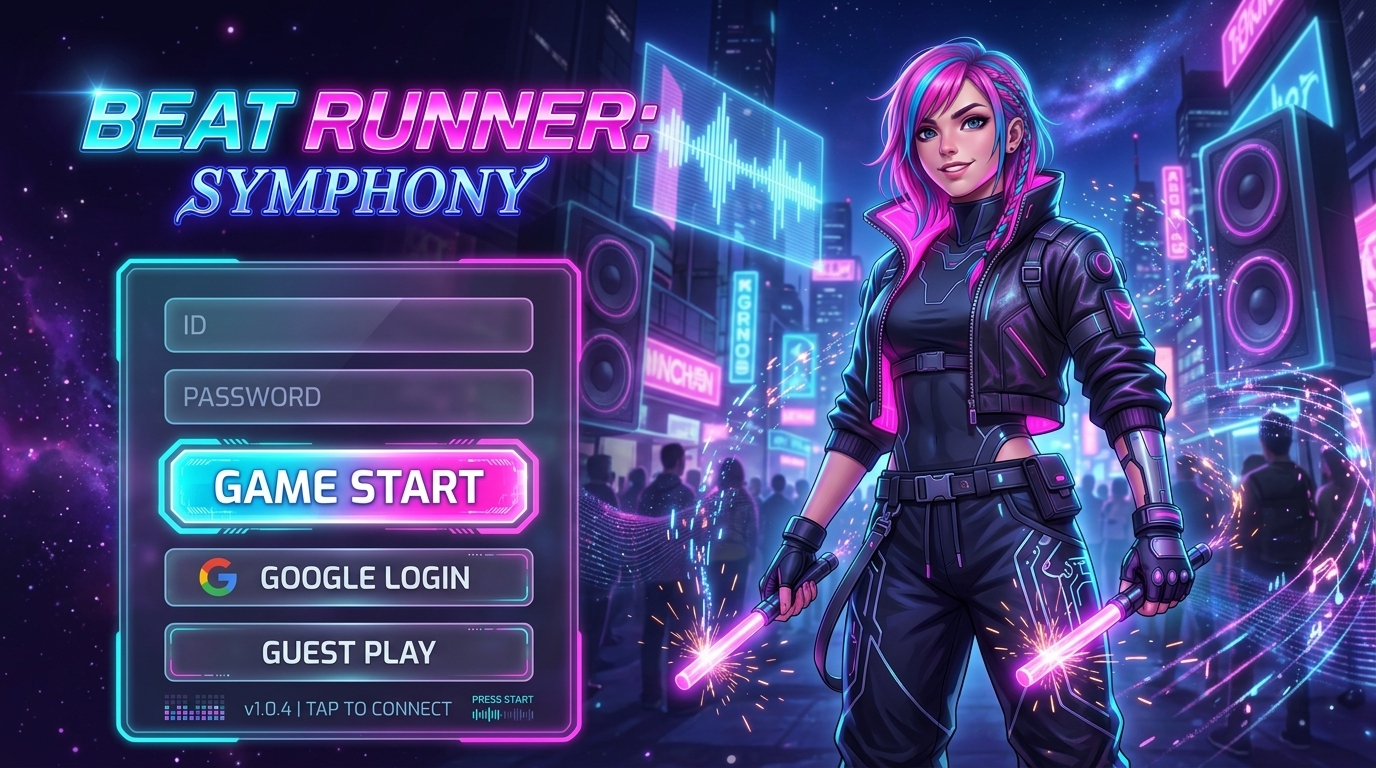 BEAT RUNNER:
SYMPHONY
ID
PASSWORD
GAME START
GOOGLE LOGIN
GUEST PLAY
v1.0.4 | TAP TO CONNECT
PRESS START